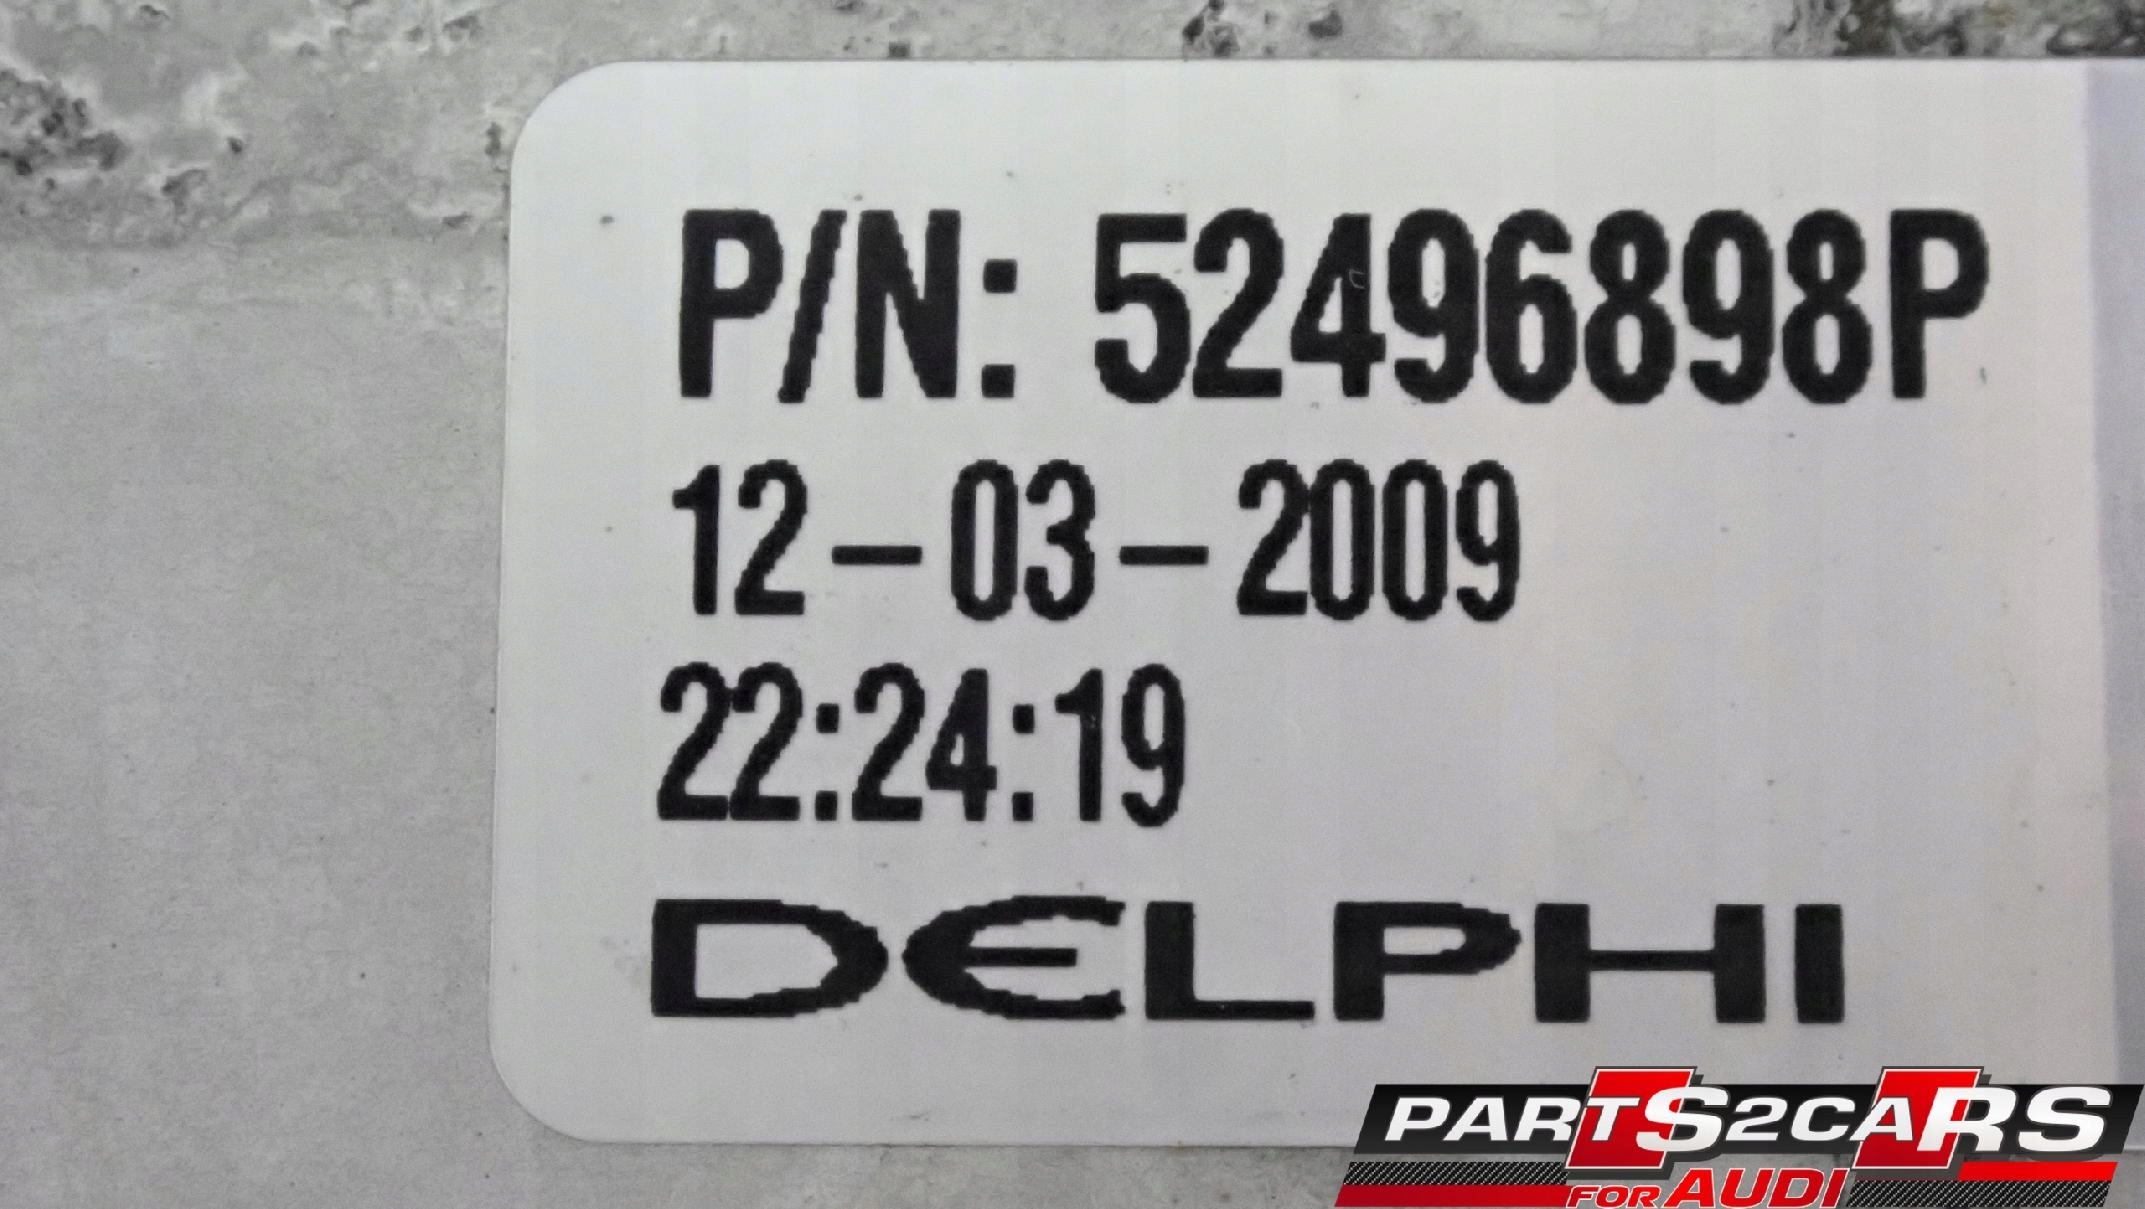 P/N: 52496898P
12-03-2009
22:24:19
DELPHI
PARTS2CARS
FOR AUDI